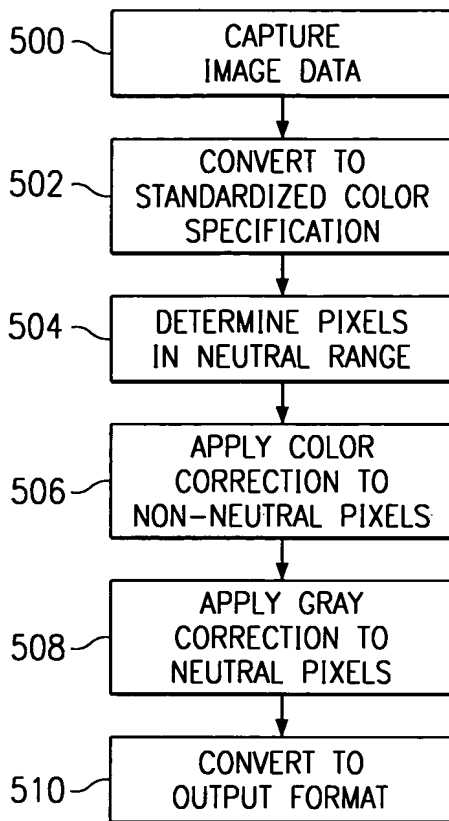 500
CAPTURE
IMAGE DATA
502
CONVERT TO
STANDARDIZED COLOR
SPECIFICATION
504
DETERMINE PIXELS
IN NEUTRAL RANGE
506
APPLY COLOR
CORRECTION TO
NON-NEUTRAL PIXELS
508
APPLY GRAY
CORRECTION TO
NEUTRAL PIXELS
510
CONVERT TO
OUTPUT FORMAT